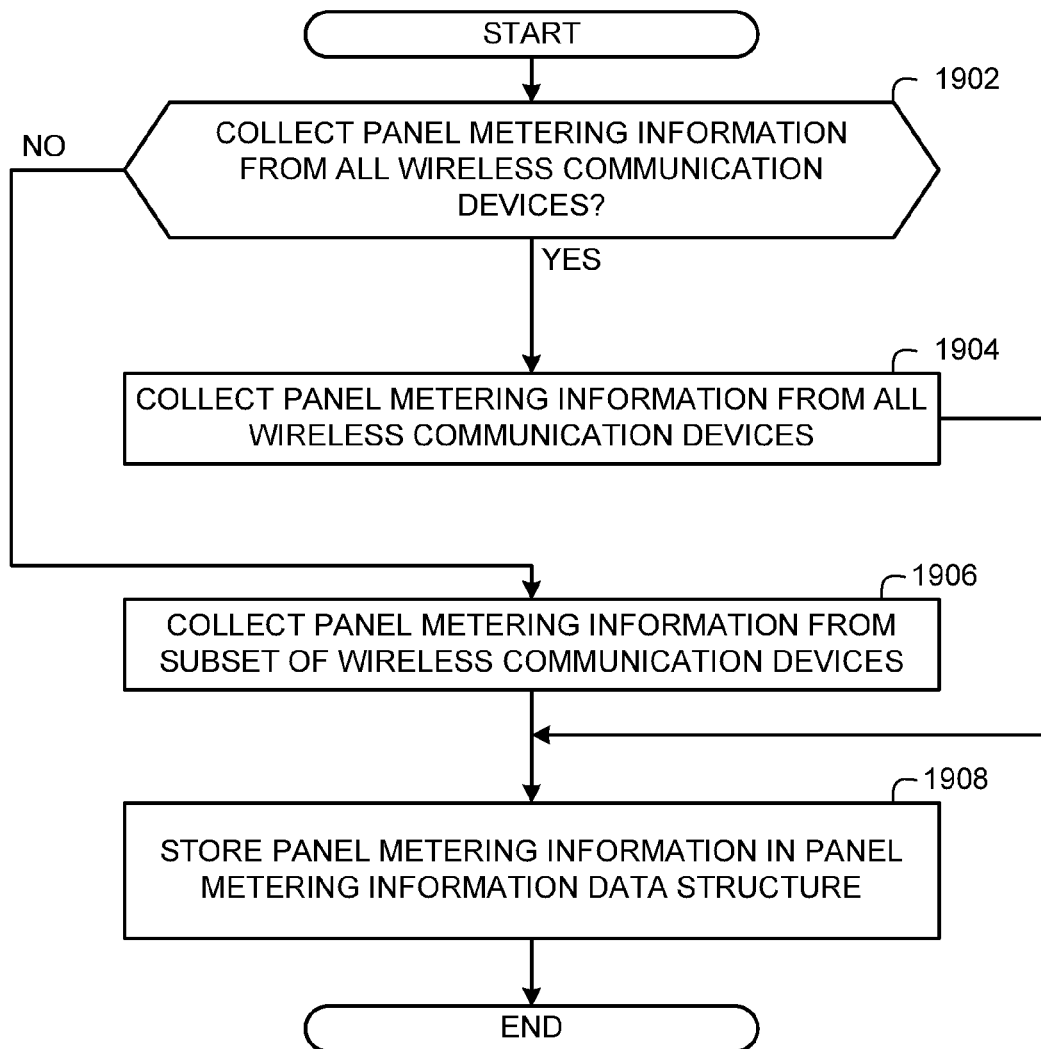 START
1902
COLLECT PANEL METERING INFORMATION
FROM ALL WIRELESS COMMUNICATION
DEVICES?
NO
YES
1904
COLLECT PANEL METERING INFORMATION FROM ALL
WIRELESS COMMUNICATION DEVICES
1906
COLLECT PANEL METERING INFORMATION FROM
SUBSET OF WIRELESS COMMUNICATION DEVICES
1908
STORE PANEL METERING INFORMATION IN PANEL
METERING INFORMATION DATA STRUCTURE
END